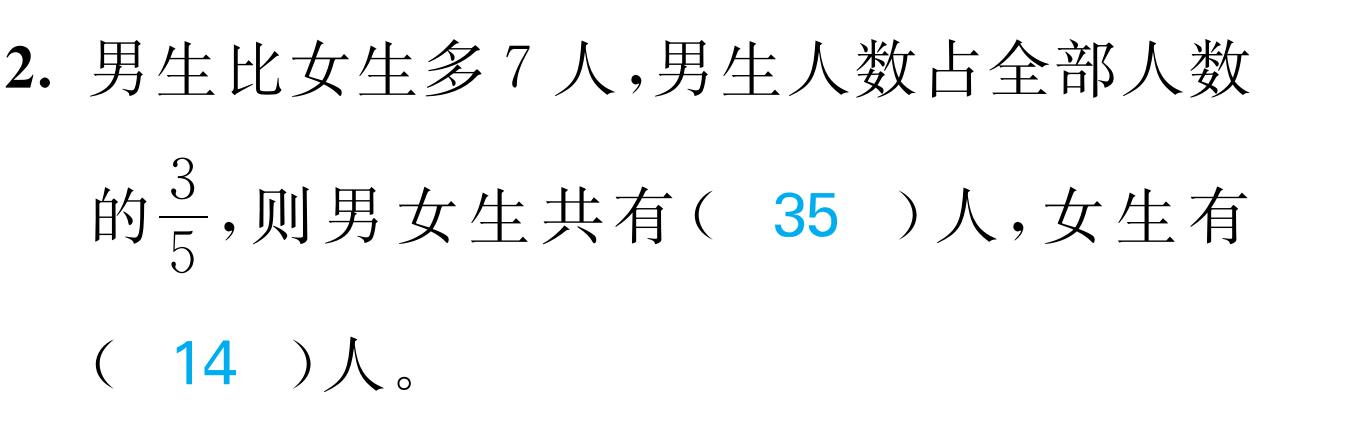 2. 男生比女生多 7 人,男生人数占全部人数
的 3/5 ,则男女生共有( 35 )人,女生有
( 14 )人。